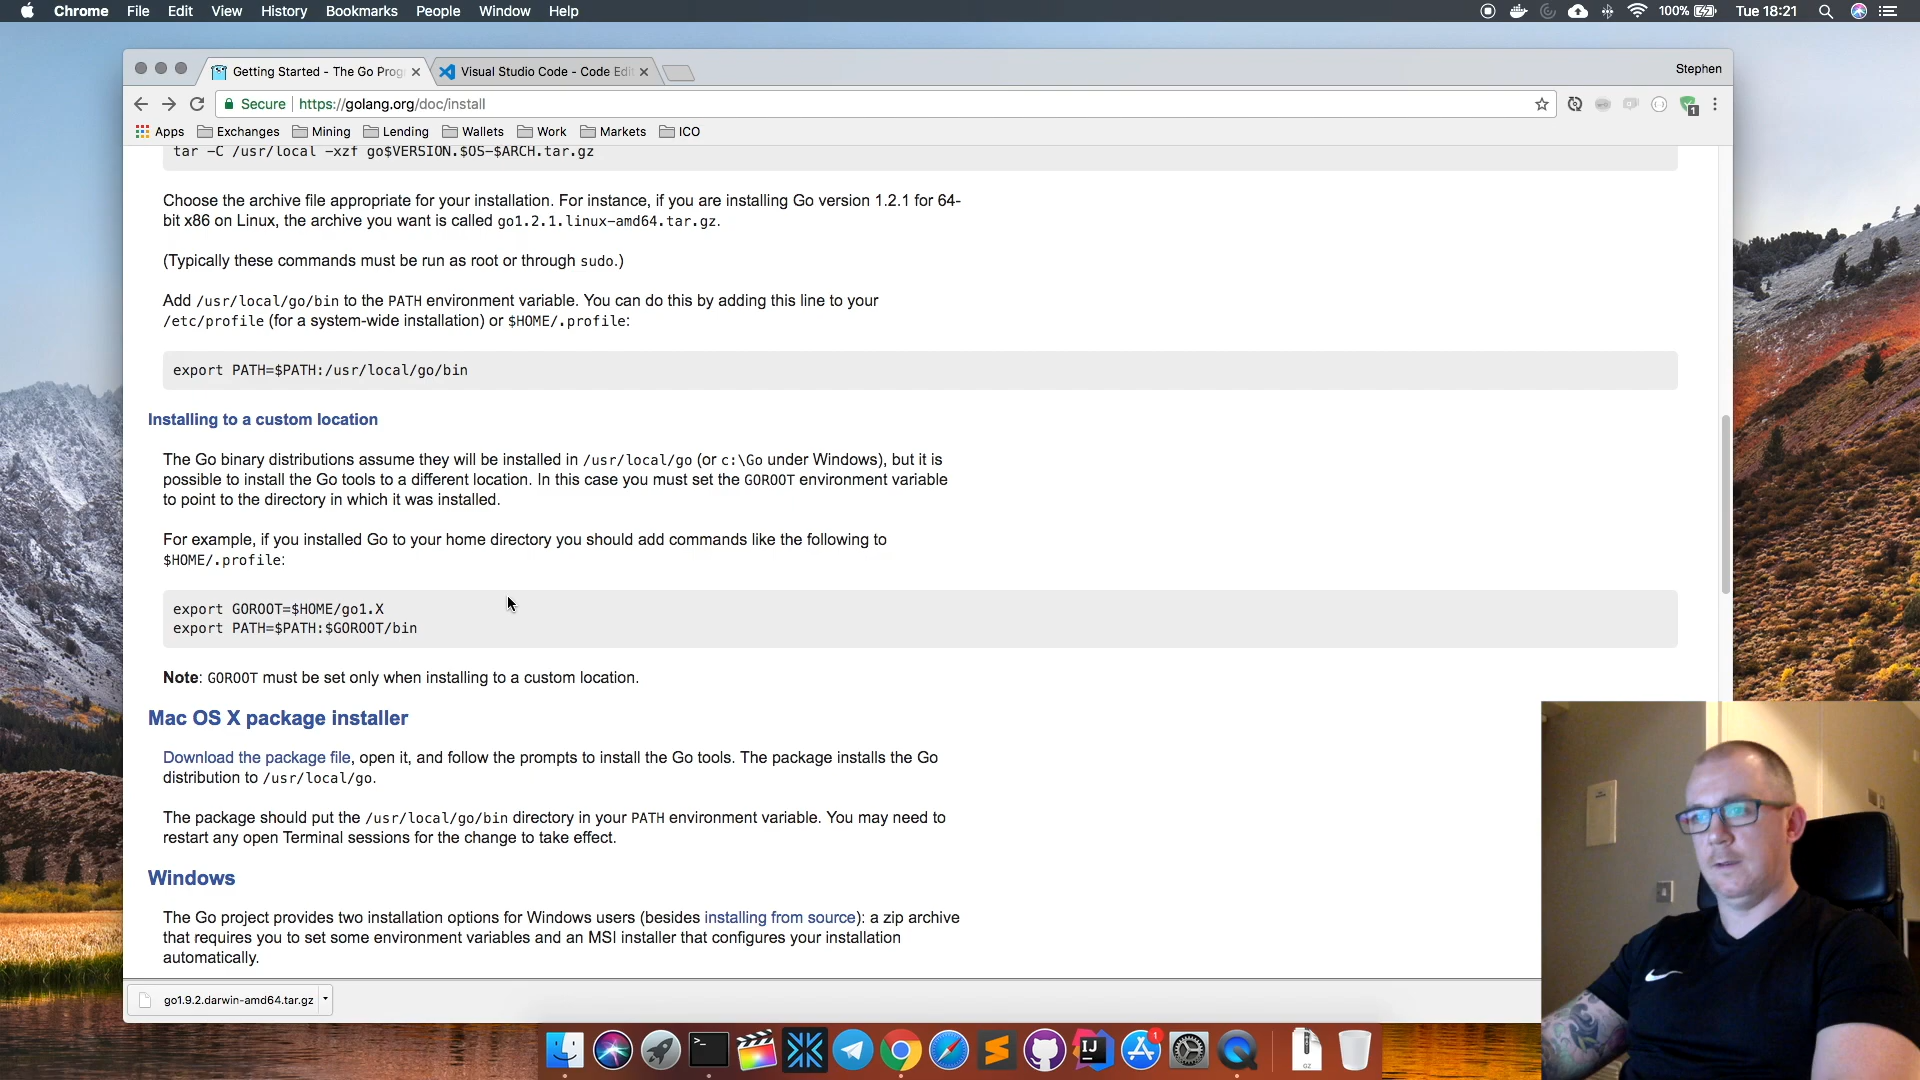 Chrome File Edit View History Bookmarks People Window Help 100% Tue 18:21
Getting Started - The Go Prog Visual Studio Code - Code Edi Stephen
Secure https://golang.org/doc/install
Apps Exchanges Mining Lending Wallets Work Markets ICO
tar -C /usr/local -xzf go$VERSION.$OS-$ARCH.tar.gz
Choose the archive file appropriate for your installation. For instance, if you are installing Go version 1.2.1 for 64-
bit x86 on Linux, the archive you want is called go1.2.1.linux-amd64.tar.gz.
(Typically these commands must be run as root or through sudo.)
Add /usr/local/go/bin to the PATH environment variable. You can do this by adding this line to your
/etc/profile (for a system-wide installation) or $HOME/.profile:
export PATH=$PATH:/usr/local/go/bin
Installing to a custom location
The Go binary distributions assume they will be installed in /usr/local/go (or c:\Go under Windows), but it is
possible to install the Go tools to a different location. In this case you must set the GOROOT environment variable
to point to the directory in which it was installed.
For example, if you installed Go to your home directory you should add commands like the following to
$HOME/.profile:
export GOROOT=$HOME/go1.X
export PATH=$PATH:$GOROOT/bin
Note: GOROOT must be set only when installing to a custom location.
Mac OS X package installer
Download the package file, open it, and follow the prompts to install the Go tools. The package installs the Go
distribution to /usr/local/go.
The package should put the /usr/local/go/bin directory in your PATH environment variable. You may need to
restart any open Terminal sessions for the change to take effect.
Windows
The Go project provides two installation options for Windows users (besides installing from source): a zip archive
that requires you to set some environment variables and an MSI installer that configures your installation
automatically.
go1.9.2.darwin-amd64.tar.gz
IJ
1
GZ